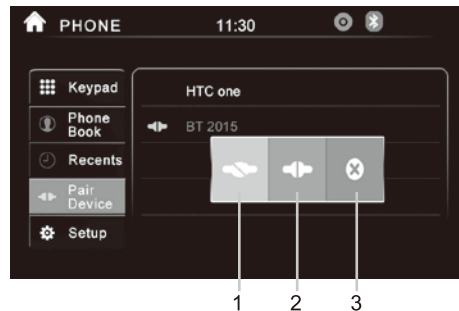 PHONE 11:30
Keypad
HTC one
Phone
Book
BT 2015
Recents
Pair
Device
Setup
1 2 3